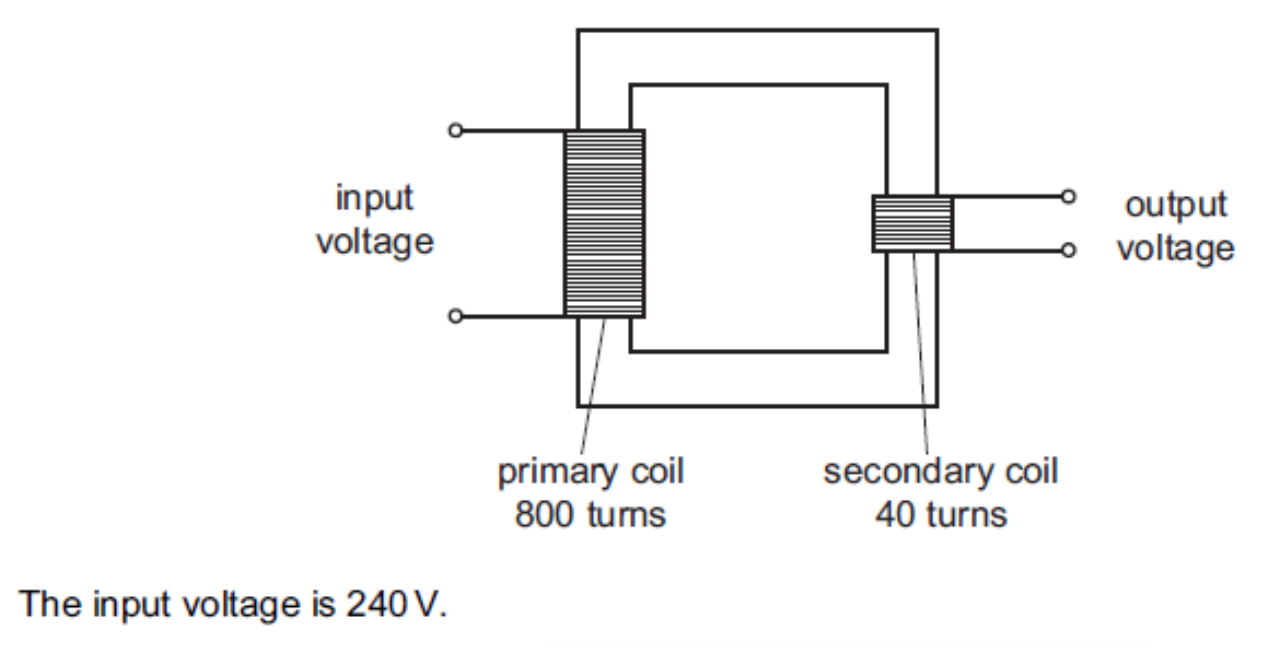 input
voltage
output
voltage
primary coil
800 turns
secondary coil
40 turns
The input voltage is 240 V.